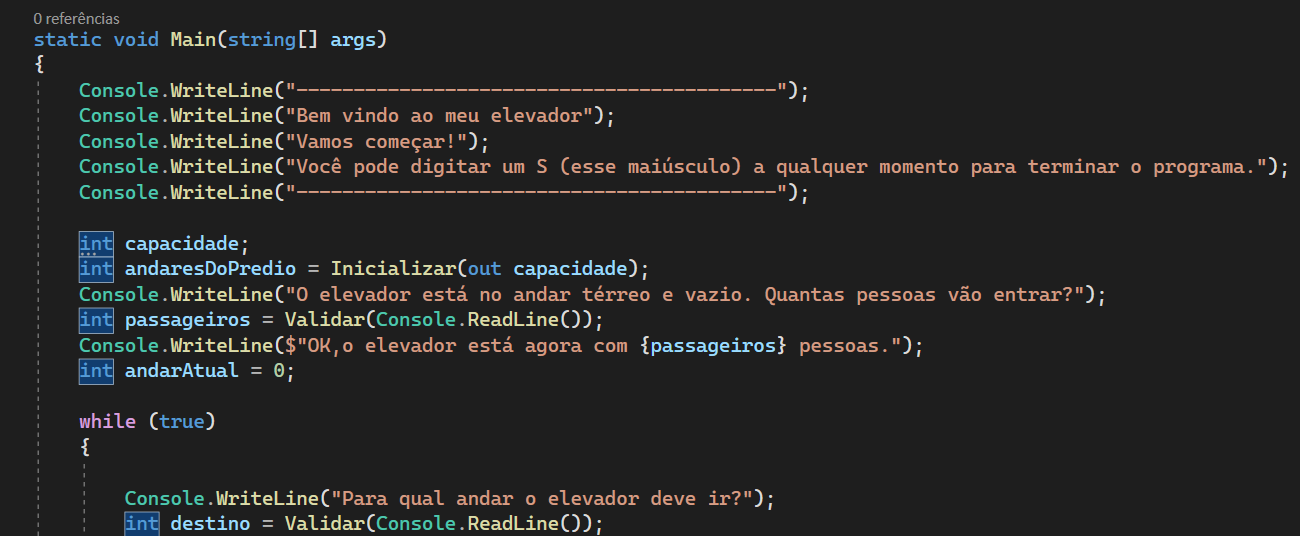 0 referências
static void Main(string[] args)
{
Console.WriteLine("------------------------------------------");
Console.WriteLine("Bem vindo ao meu elevador");
Console.WriteLine("Vamos começar!");
Console.WriteLine("Você pode digitar um S (esse maiúsculo) a qualquer momento para terminar o programa.");
Console.WriteLine("------------------------------------------");
int capacidade;
int andaresDoPredio = Inicializar(out capacidade);
Console.WriteLine("O elevador está no andar térreo e vazio. Quantas pessoas vão entrar?");
int passageiros = Validar(Console.ReadLine());
Console.WriteLine($"OK,o elevador está agora com {passageiros} pessoas.");
int andarAtual = 0;
while (true)
{
Console.WriteLine("Para qual andar o elevador deve ir?");
int destino = Validar(Console.ReadLine());